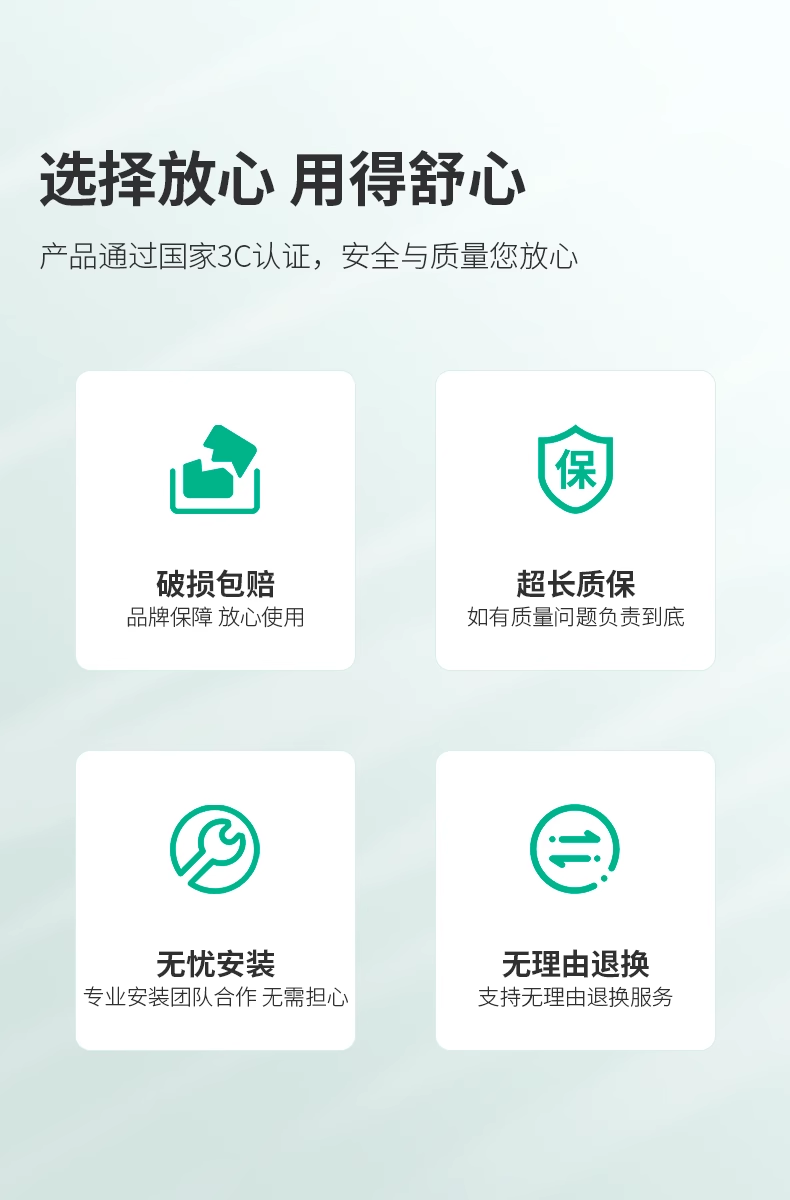 选择放心 用得舒心
产品通过国家3C认证，安全与质量您放心
保
破损包赔
品牌保障 放心使用
超长质保
如有质量问题负责到底
无忧安装
专业安装团队合作 无需担心
无理由退换
支持无理由退换服务